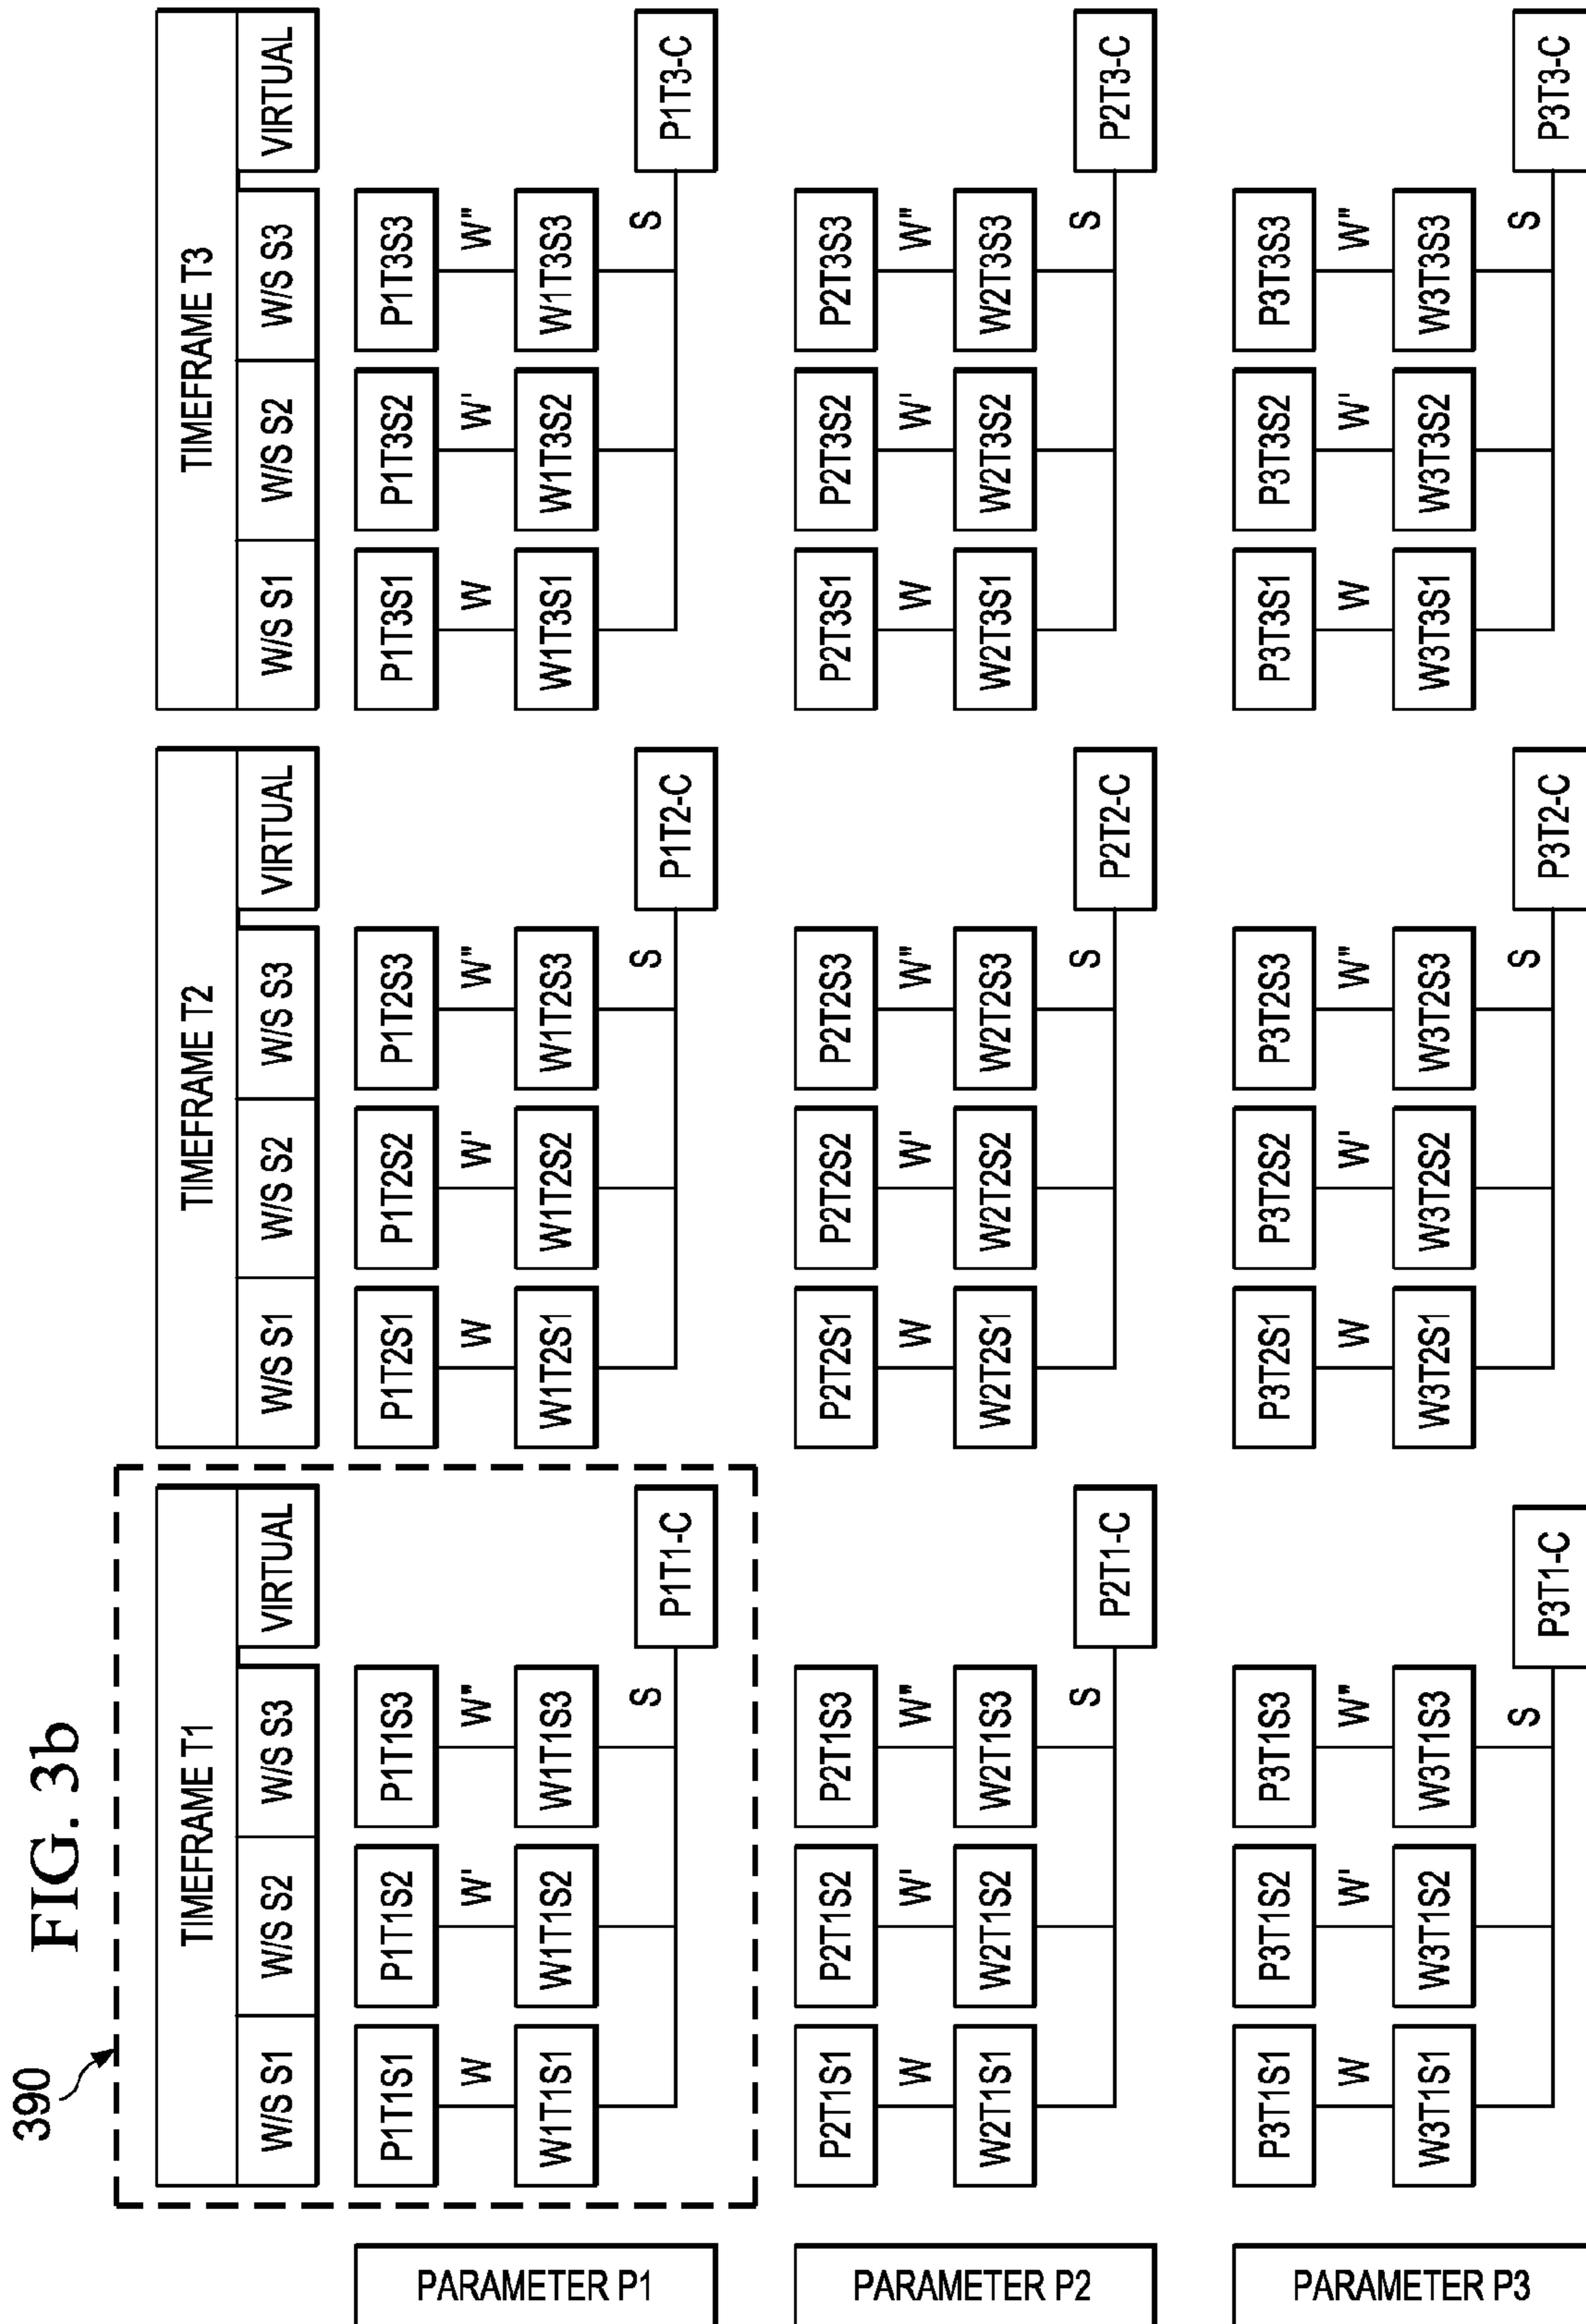 FIG. 3b
390
TIMEFRAME T1
TIMEFRAME T2
TIMEFRAME T3
W/S S1 W/S S2 W/S S3 VIRTUAL
W/S S1 W/S S2 W/S S3 VIRTUAL
W/S S1 W/S S2 W/S S3 VIRTUAL
PARAMETER P1
P1T1S1 P1T1S2 P1T1S3
P1T2S1 P1T2S2 P1T2S3
P1T3S1 P1T3S2 P1T3S3
W W' W"
W W' W"
W W' W"
W1T1S1 W1T1S2 W1T1S3
W1T2S1 W1T2S2 W1T2S3
W1T3S1 W1T3S2 W1T3S3
S P1T1-C
S P1T2-C
S P1T3-C
PARAMETER P2
P2T1S1 P2T1S2 P2T1S3
P2T2S1 P2T2S2 P2T2S3
P2T3S1 P2T3S2 P2T3S3
W W' W"
W W' W"
W W' W"
W2T1S1 W2T1S2 W2T1S3
W2T2S1 W2T2S2 W2T2S3
W2T3S1 W2T3S2 W2T3S3
S P2T1-C
S P2T2-C
S P2T3-C
PARAMETER P3
P3T1S1 P3T1S2 P3T1S3
P3T2S1 P3T2S2 P3T2S3
P3T3S1 P3T3S2 P3T3S3
W W' W"
W W' W"
W W' W"
W3T1S1 W3T1S2 W3T1S3
W3T2S1 W3T2S2 W3T2S3
W3T3S1 W3T3S2 W3T3S3
S P3T1-C
S P3T2-C
S P3T3-C